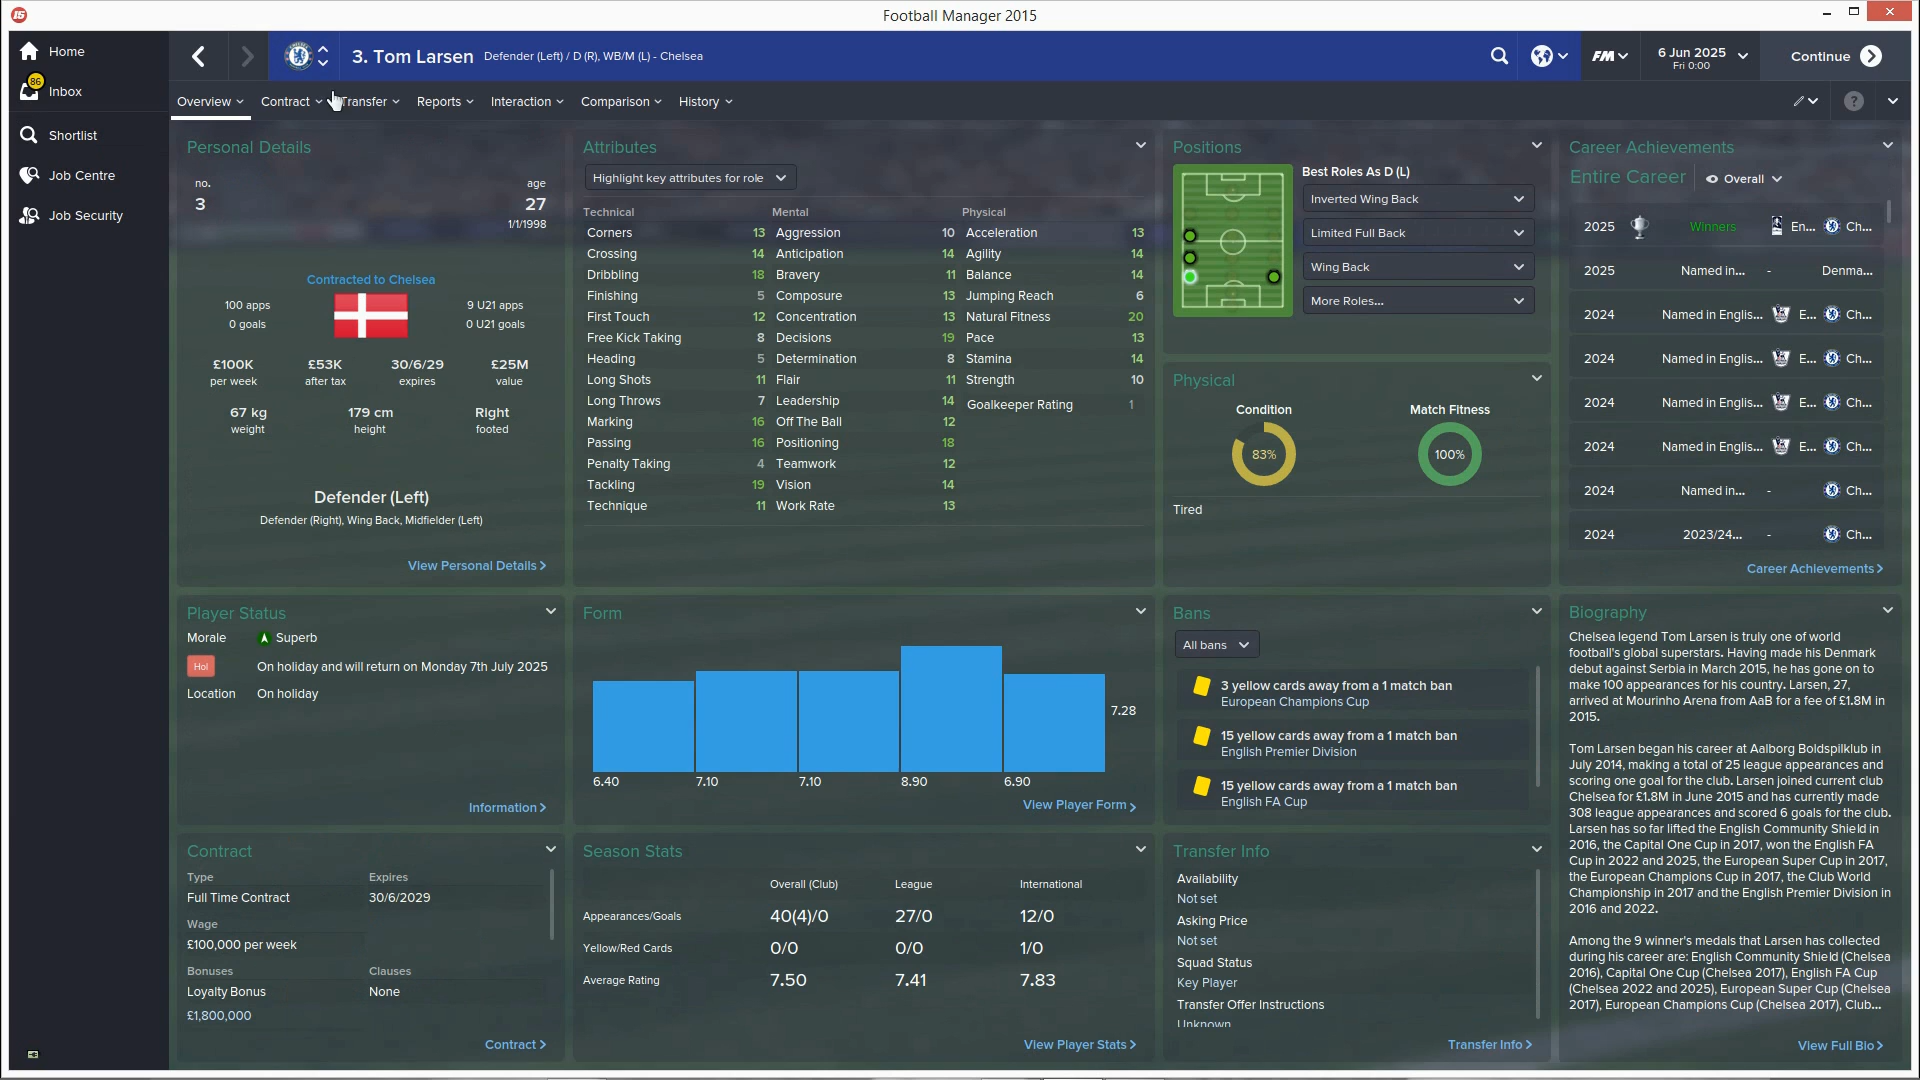 Football Manager 2015
Home
Inbox
86
Shortlist
Job Centre
Job Security
3. Tom Larsen
Defender (Left) / D (R), WB/M (L) - Chelsea
FM
6 Jun 2025
Fri 0:00
Continue
Overview
Contract
Transfer
Reports
Interaction
Comparison
History
?
Personal Details
no.
3
age
27
1/1/1998
Contracted to Chelsea
100 apps
0 goals
9 U21 apps
0 U21 goals
£100K per week
£53K after tax
30/6/29 expires
£25M value
67 kg weight
179 cm height
Right footed
Defender (Left)
Defender (Right), Wing Back, Midfielder (Left)
View Personal Details >
Attributes
Highlight key attributes for role
Technical
Corners 13
Crossing 14
Dribbling 18
Finishing 5
First Touch 12
Free Kick Taking 8
Heading 5
Long Shots 11
Long Throws 7
Marking 16
Passing 16
Penalty Taking 4
Tackling 19
Technique 11
Mental
Aggression 10
Anticipation 14
Bravery 11
Composure 13
Concentration 13
Decisions 19
Determination 8
Flair 11
Leadership 14
Off The Ball 12
Positioning 18
Teamwork 12
Vision 14
Work Rate 13
Physical
Acceleration 13
Agility 14
Balance 14
Jumping Reach 6
Natural Fitness 20
Pace 13
Stamina 14
Strength 10
Goalkeeper Rating 1
Positions
Best Roles As D (L)
Inverted Wing Back
Limited Full Back
Wing Back
More Roles...
Physical
Condition
83%
Match Fitness
100%
Tired
Career Achievements
Entire Career
Overall
2025 Winners En... Ch...
2025 Named in... - Denma...
2024 Named in Englis... E... Ch...
2024 Named in Englis... E... Ch...
2024 Named in Englis... E... Ch...
2024 Named in Englis... E... Ch...
2024 Named in... - Ch...
2024 2023/24... - Ch...
Career Achievements >
Player Status
Morale Superb
Hol On holiday and will return on Monday 7th July 2025
Location On holiday
Information >
Form
6.40 7.10 7.10 8.90 6.90
7.28
View Player Form >
Bans
All bans
3 yellow cards away from a 1 match ban
European Champions Cup
15 yellow cards away from a 1 match ban
English Premier Division
15 yellow cards away from a 1 match ban
English FA Cup
Biography
Chelsea legend Tom Larsen is truly one of world
football's global superstars. Having made his Denmark
debut against Serbia in March 2015, he has gone on to
make 100 appearances for his country. Larsen, 27,
arrived at Mourinho Arena from AaB for a fee of £1.8M in
2015.
Tom Larsen began his career at Aalborg Boldspilklub in
July 2014, making a total of 25 league appearances and
scoring one goal for the club. Larsen joined current club
Chelsea for £1.8M in June 2015 and has currently made
308 league appearances and scored 6 goals for the club.
Larsen has so far lifted the English Community Shield in
2016, the Capital One Cup in 2017, won the English FA
Cup in 2022 and 2025, the European Super Cup in 2017,
the European Champions Cup in 2017, the Club World
Championship in 2017 and the English Premier Division in
2016 and 2022.
Among the 9 winner's medals that Larsen has collected
during his career are: English Community Shield (Chelsea
2016), Capital One Cup (Chelsea 2017), English FA Cup
(Chelsea 2022 and 2025), European Super Cup (Chelsea
2017), European Champions Cup (Chelsea 2017), Club...
View Full Bio >
Contract
Type
Full Time Contract
Expires
30/6/2029
Wage
£100,000 per week
Bonuses
Loyalty Bonus
£1,800,000
Clauses
None
Contract >
Season Stats
Overall (Club) League International
Appearances/Goals 40(4)/0 27/0 12/0
Yellow/Red Cards 0/0 0/0 1/0
Average Rating 7.50 7.41 7.83
View Player Stats >
Transfer Info
Availability
Not set
Asking Price
Not set
Squad Status
Key Player
Transfer Offer Instructions
Unknown
Transfer Info >